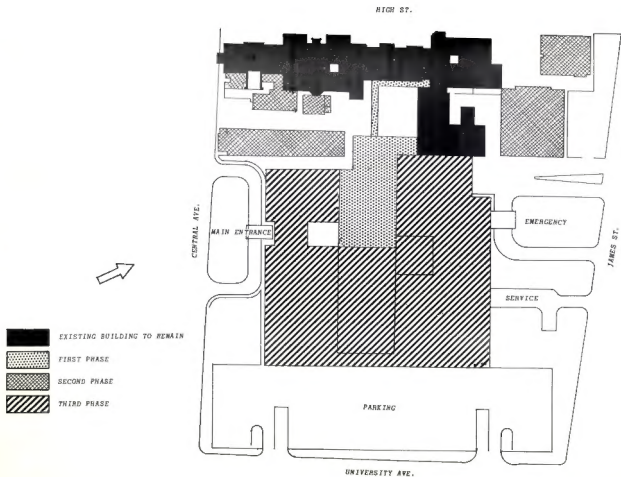 HIGH ST.
CENTRAL AVE.
MAIN ENTRANCE
EMERGENCY
JAMES ST.
SERVICE
EXISTING BUILDING TO REMAIN
FIRST PHASE
SECOND PHASE
THIRD PHASE
PARKING
UNIVERSITY AVE.